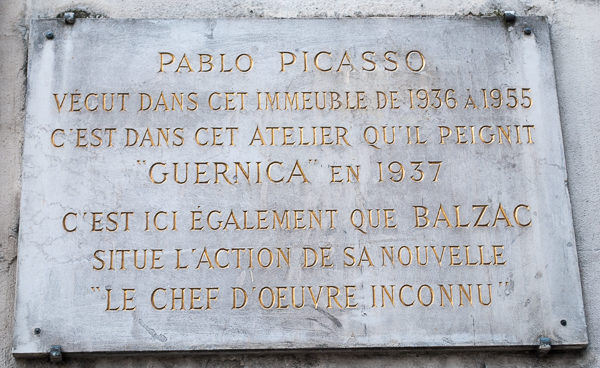 PABLO PICASSO
VÉCUT DANS CET IMMEUBLE DE 1936 À 1955
C'EST DANS CET ATELIER QU'IL PEIGNIT
"GUERNICA" EN 1937
C'EST ICI ÉGALEMENT QUE BALZAC
SITUE L'ACTION DE SA NOUVELLE
"LE CHEF D'OEUVRE INCONNU"